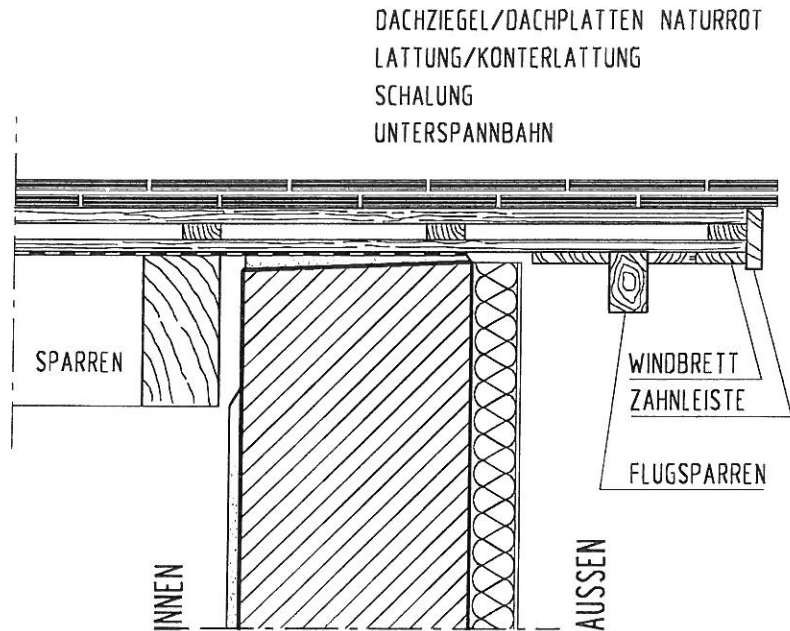 DACHZIEGEL/DACHPLATTEN NATURROT
LATTUNG/KONTERLATTUNG
SCHALUNG
UNTERSPANNBAHN
SPARREN
WINDBRETT
ZAHNLEISTE
FLUGSPARREN
INNEN
AUSSEN